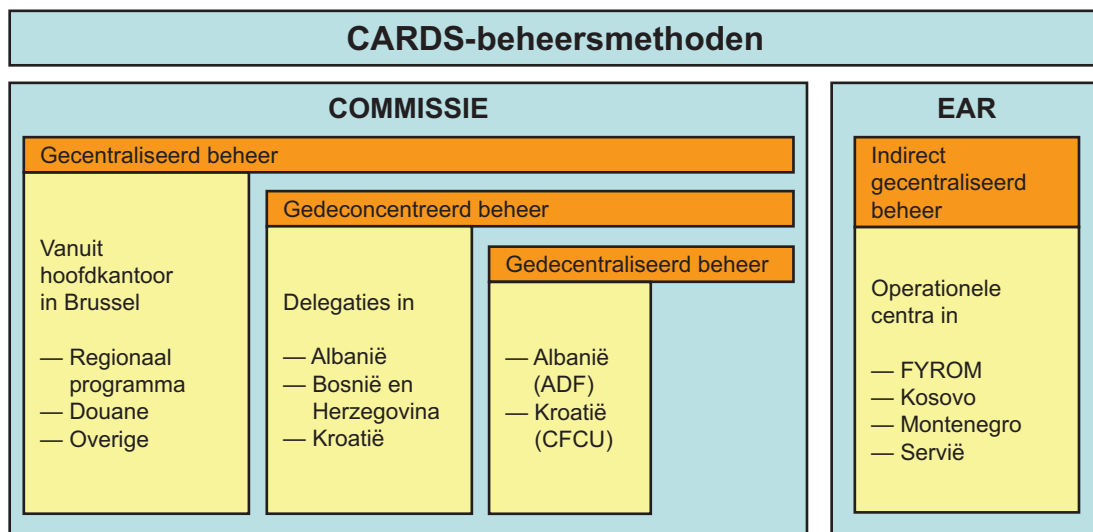 CARDS-beheersmethoden
COMMISSIE
Gecentraliseerd beheer
Vanuit
hoofdkantoor
in Brussel
— Regionaal
programma
— Douane
— Overige
Gedeconcentreerd beheer
Delegaties in
— Albanië
— Bosnië en
Herzegovina
— Kroatië
Gedecentraliseerd beheer
— Albanië
(ADF)
— Kroatië
(CFCU)
EAR
Indirect
gecentraliseerd
beheer
Operationele
centra in
— FYROM
— Kosovo
— Montenegro
— Servië